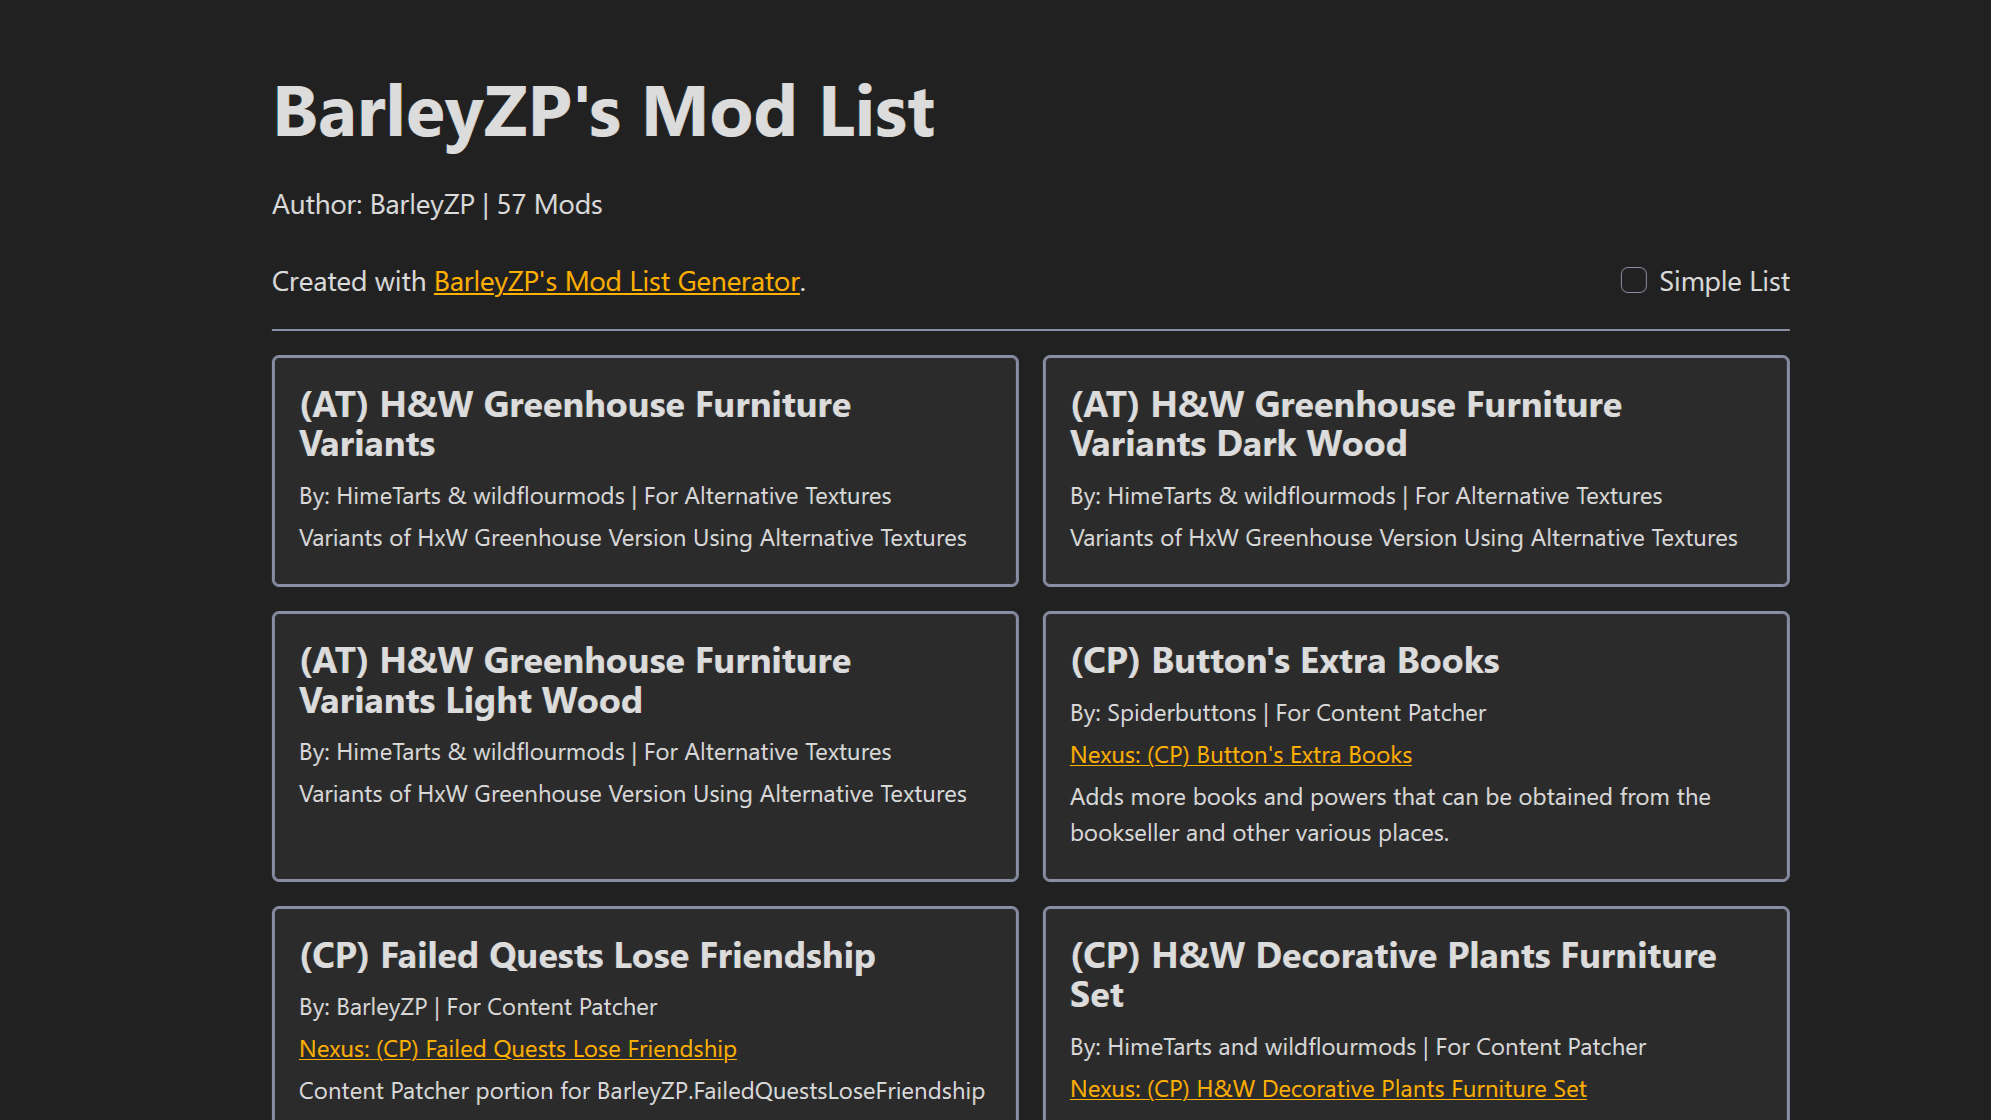 BarleyZP's Mod List
Author: BarleyZP | 57 Mods
Created with BarleyZP's Mod List Generator.
Simple List
(AT) H&W Greenhouse Furniture
Variants
By: HimeTarts & wildflourmods | For Alternative Textures
Variants of HxW Greenhouse Version Using Alternative Textures
(AT) H&W Greenhouse Furniture
Variants Dark Wood
By: HimeTarts & wildflourmods | For Alternative Textures
Variants of HxW Greenhouse Version Using Alternative Textures
(AT) H&W Greenhouse Furniture
Variants Light Wood
By: HimeTarts & wildflourmods | For Alternative Textures
Variants of HxW Greenhouse Version Using Alternative Textures
(CP) Button's Extra Books
By: Spiderbuttons | For Content Patcher
Nexus: (CP) Button's Extra Books
Adds more books and powers that can be obtained from the
bookseller and other various places.
(CP) Failed Quests Lose Friendship
By: BarleyZP | For Content Patcher
Nexus: (CP) Failed Quests Lose Friendship
Content Patcher portion for BarleyZP.FailedQuestsLoseFriendship
(CP) H&W Decorative Plants Furniture
Set
By: HimeTarts and wildflourmods | For Content Patcher
Nexus: (CP) H&W Decorative Plants Furniture Set